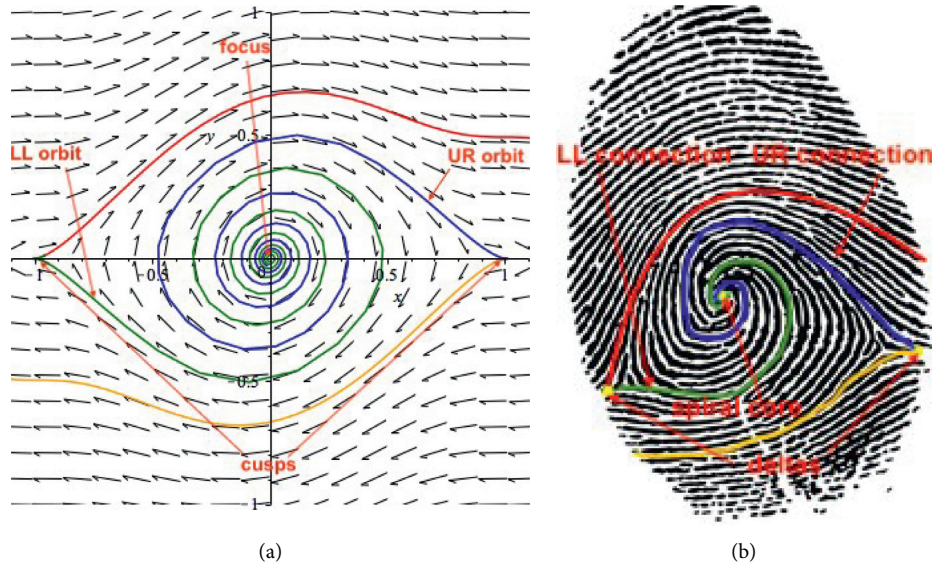 1
focus
y
0.5
LL orbit
UR orbit
−1
−0.5
0
0.5
1
x
−0.5
cusps
−1
(a)
LL connection UR connection
spiral core
deltas
(b)